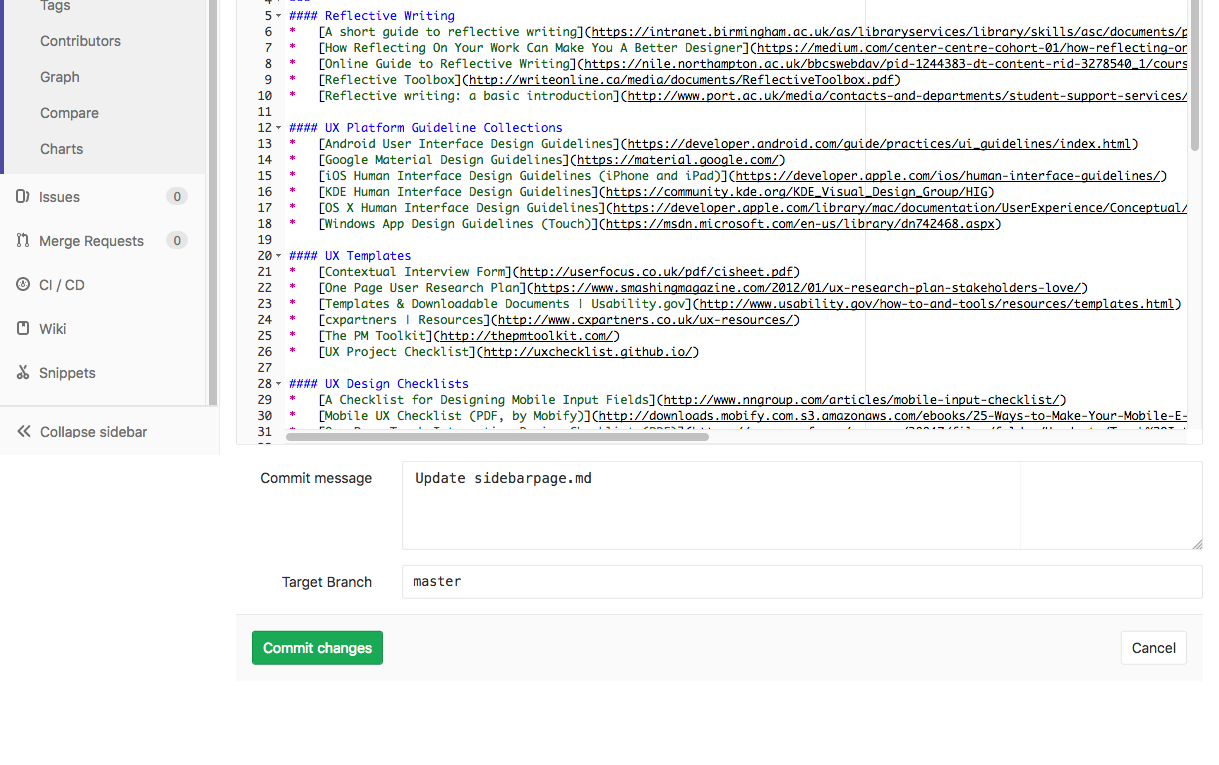 Tags
Contributors
Graph
Compare
Charts
Issues 0
Merge Requests 0
CI / CD
Wiki
Snippets
Collapse sidebar
5 #### Reflective Writing
6 * [A short guide to reflective writing](https://intranet.birmingham.ac.uk/as/libraryservices/library/skills/asc/documents/p
7 * [How Reflecting On Your Work Can Make You A Better Designer](https://medium.com/center-centre-cohort-01/how-reflecting-on
8 * [Online Guide to Reflective Writing](https://nile.northampton.ac.uk/bbcswebdav/pid-1244383-dt-content-rid-3278540_1/cours
9 * [Reflective Toolbox](http://writeonline.ca/media/documents/ReflectiveToolbox.pdf)
10 * [Reflective writing: a basic introduction](http://www.port.ac.uk/media/contacts-and-departments/student-support-services/
11
12 #### UX Platform Guideline Collections
13 * [Android User Interface Design Guidelines](https://developer.android.com/guide/practices/ui_guidelines/index.html)
14 * [Google Material Design Guidelines](https://material.google.com/)
15 * [iOS Human Interface Design Guidelines (iPhone and iPad)](https://developer.apple.com/ios/human-interface-guidelines/)
16 * [KDE Human Interface Design Guidelines](https://community.kde.org/KDE_Visual_Design_Group/HIG)
17 * [OS X Human Interface Design Guidelines](https://developer.apple.com/library/mac/documentation/UserExperience/Conceptual/
18 * [Windows App Design Guidelines (Touch)](https://msdn.microsoft.com/en-us/library/dn742468.aspx)
19
20 #### UX Templates
21 * [Contextual Interview Form](http://userfocus.co.uk/pdf/cisheet.pdf)
22 * [One Page User Research Plan](https://www.smashingmagazine.com/2012/01/ux-research-plan-stakeholders-love/)
23 * [Templates & Downloadable Documents | Usability.gov](http://www.usability.gov/how-to-and-tools/resources/templates.html)
24 * [cxpartners | Resources](http://www.cxpartners.co.uk/ux-resources/)
25 * [The PM Toolkit](http://thepmtoolkit.com/)
26 * [UX Project Checklist](http://uxchecklist.github.io/)
27
28 #### UX Design Checklists
29 * [A Checklist for Designing Mobile Input Fields](http://www.nngroup.com/articles/mobile-input-checklist/)
30 * [Mobile UX Checklist (PDF, by Mobify)](http://downloads.mobify.com.s3.amazonaws.com/ebooks/25-Ways-to-Make-Your-Mobile-E-
31
Commit message
Update sidebarpage.md
Target Branch
master
Commit changes
Cancel